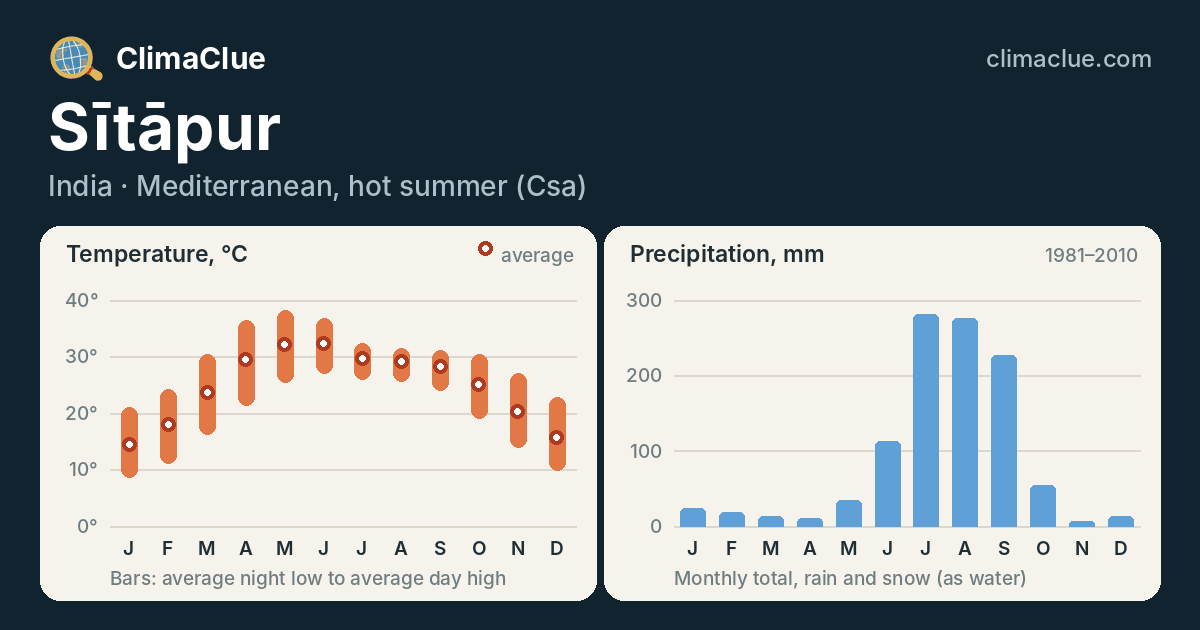 ClimaClue
climaclue.com
Sītāpur
India · Mediterranean, hot summer (Csa)
Temperature, °C
average
40°
30°
20°
10°
0°
J F M A M J J A S O N D
Bars: average night low to average day high
Precipitation, mm
1981–2010
300
200
100
0
J F M A M J J A S O N D
Monthly total, rain and snow (as water)